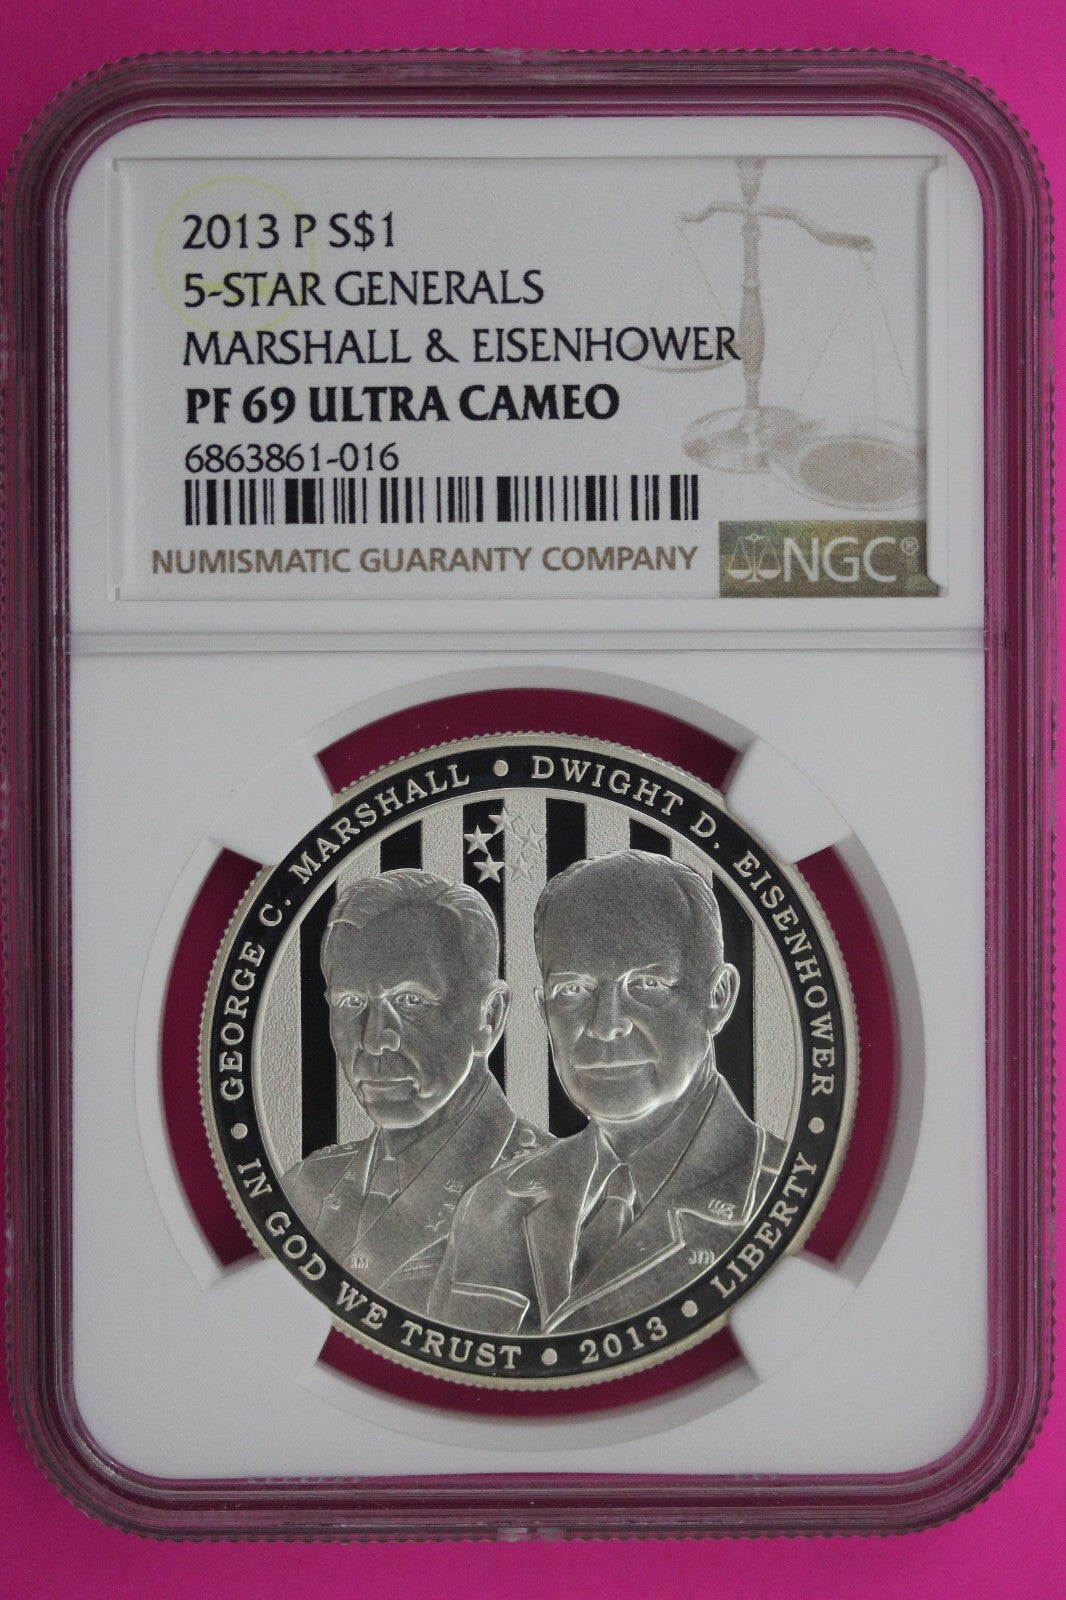 2013 P S$1
5-STAR GENERALS
MARSHALL & EISENHOWER
PF 69 ULTRA CAMEO
6863861-016
NUMISMATIC GUARANTY COMPANY
NGC®
GEORGE C. MARSHALL • DWIGHT D. EISENHOWER •
• IN GOD WE TRUST • 2013 • LIBERTY
JFM